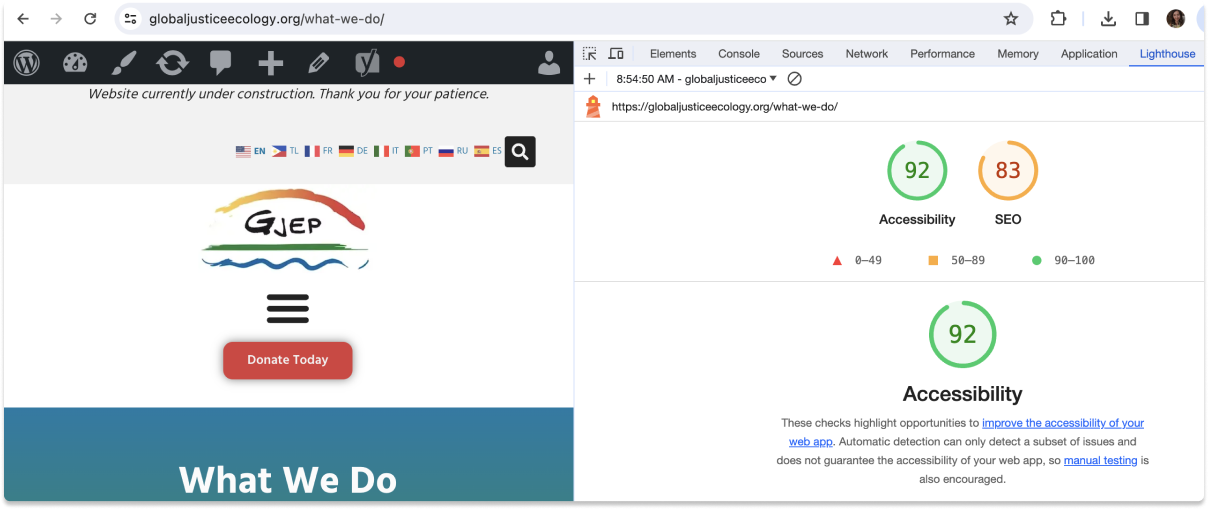 globaljusticeecology.org/what-we-do/
Website currently under construction. Thank you for your patience.
EN TL FR DE IT PT RU ES
GJEP
Donate Today
What We Do
Elements Console Sources Network Performance Memory Application Lighthouse
8:54:50 AM - globaljusticeeco
https://globaljusticeecology.org/what-we-do/
92 83
Accessibility SEO
0–49 50–89 90–100
92
Accessibility
These checks highlight opportunities to improve the accessibility of your
web app. Automatic detection can only detect a subset of issues and
does not guarantee the accessibility of your web app, so manual testing is
also encouraged.